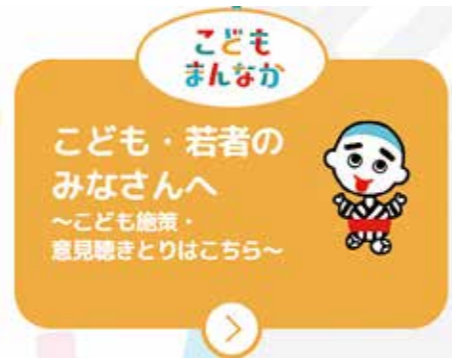 こども
まんなか
こども・若者の
みなさんへ
～こども施策・
意見聴きとりはこちら～